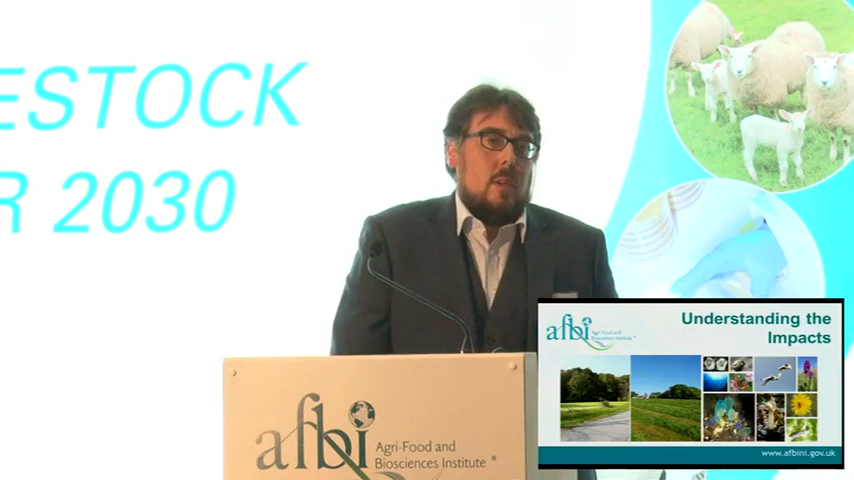 ESTOCK
R 2030
afbi
Agri-Food and
Biosciences Institute
afbi
Agri-Food and
Biosciences Institute
Understanding the
Impacts
www.afbini.gov.uk